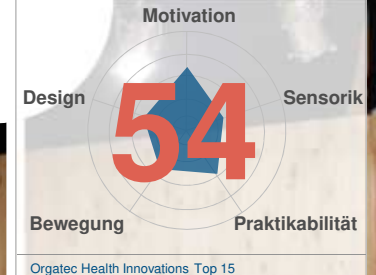 Motivation
Design
Sensorik
54
Bewegung
Praktikabilität
Orgatec Health Innovations Top 15